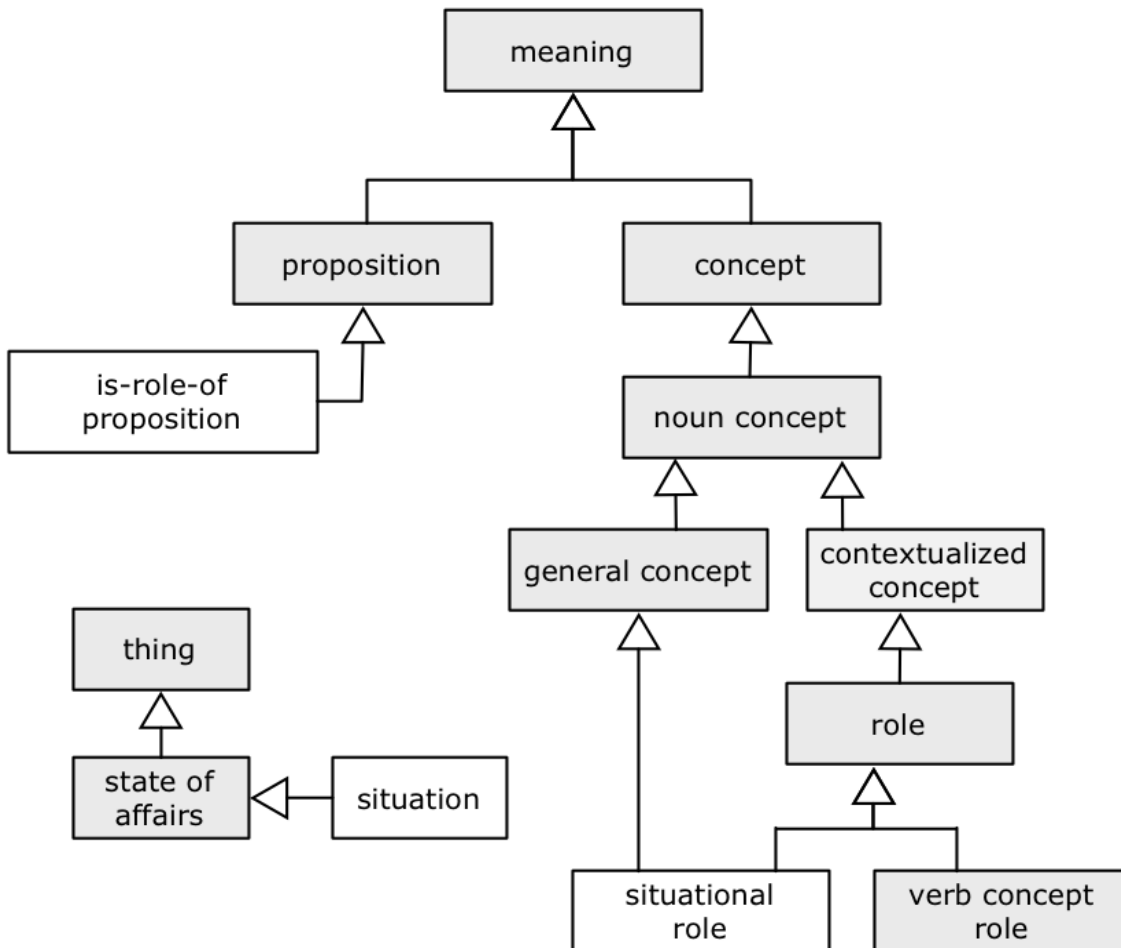 meaning
proposition
concept
is-role-of
proposition
noun concept
general concept
contextualized
concept
thing
role
state of
affairs
situation
situational
role
verb concept
role